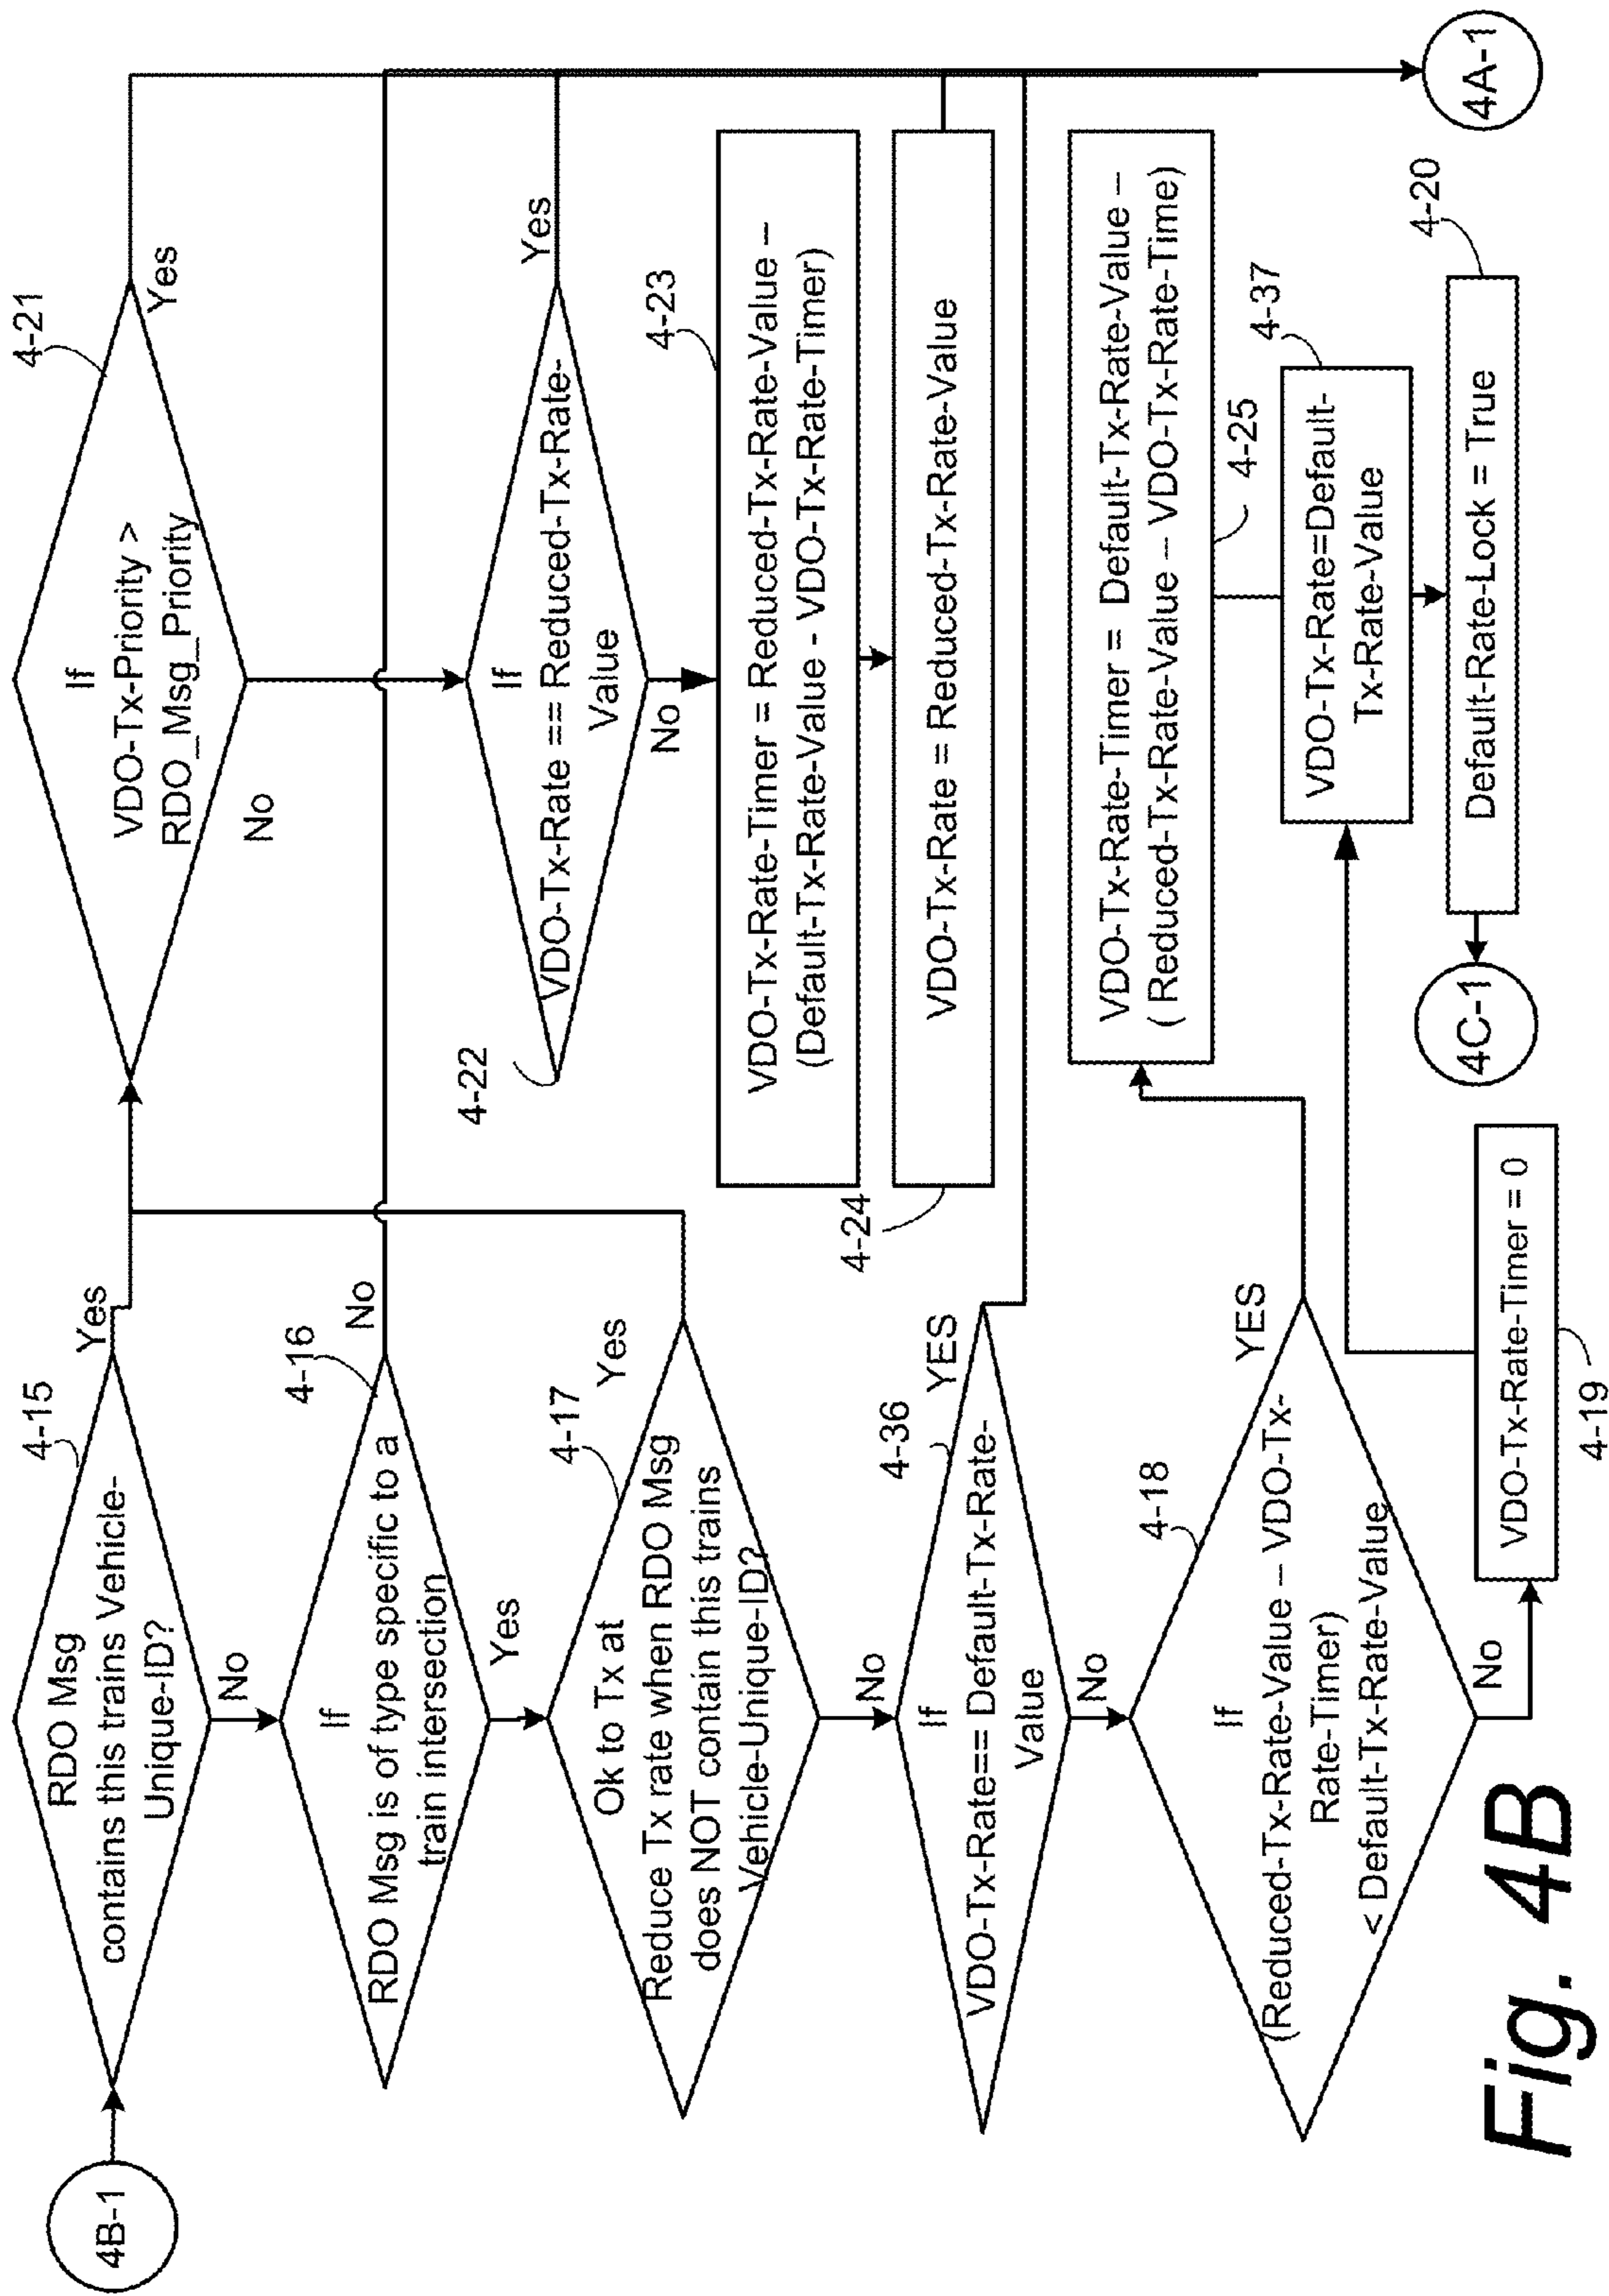 4B-1
RDO Msg
contains this trains Vehicle-
Unique-ID?
4-15
Yes
No
If
RDO Msg is of type specific to a
train intersection
4-16
No
Yes
Ok to Tx at
Reduce Tx rate when RDO Msg
does NOT contain this trains
Vehicle-Unique-ID?
4-17
Yes
No
If
VDO-Tx-Rate== Default-Tx-Rate-
Value
4-36
YES
No
If
(Reduced-Tx-Rate-Value – VDO-Tx-
Rate-Timer)
< Default-Tx-Rate-Value
4-18
YES
No
VDO-Tx-Rate-Timer = 0
4-19
If
VDO-Tx-Priority >
RDO_Msg_Priority
4-21
Yes
No
If
VDO-Tx-Rate == Reduced-Tx-Rate-
Value
4-22
Yes
No
VDO-Tx-Rate-Timer = Reduced-Tx-Rate-Value –
(Default-Tx-Rate-Value - VDO-Tx-Rate-Timer)
4-23
VDO-Tx-Rate = Reduced-Tx-Rate-Value
4-24
VDO-Tx-Rate-Timer = Default-Tx-Rate-Value –
( Reduced-Tx-Rate-Value – VDO-Tx-Rate-Time)
4-25
VDO-Tx-Rate=Default-
Tx-Rate-Value
4-37
Default-Rate-Lock = True
4-20
4C-1
4A-1
Fig. 4B